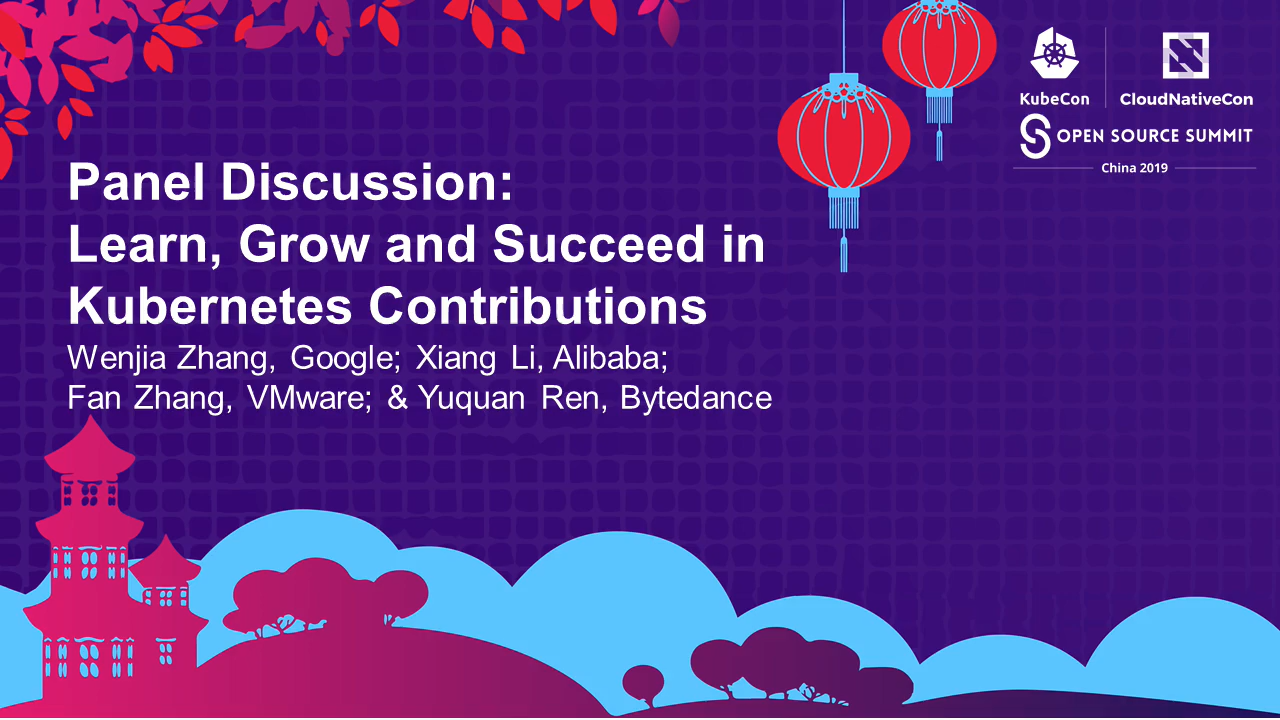 Panel Discussion:
Learn, Grow and Succeed in
Kubernetes Contributions
Wenjia Zhang, Google; Xiang Li, Alibaba;
Fan Zhang, VMware; & Yuquan Ren, Bytedance
KubeCon
CloudNativeCon
OPEN SOURCE SUMMIT
China 2019